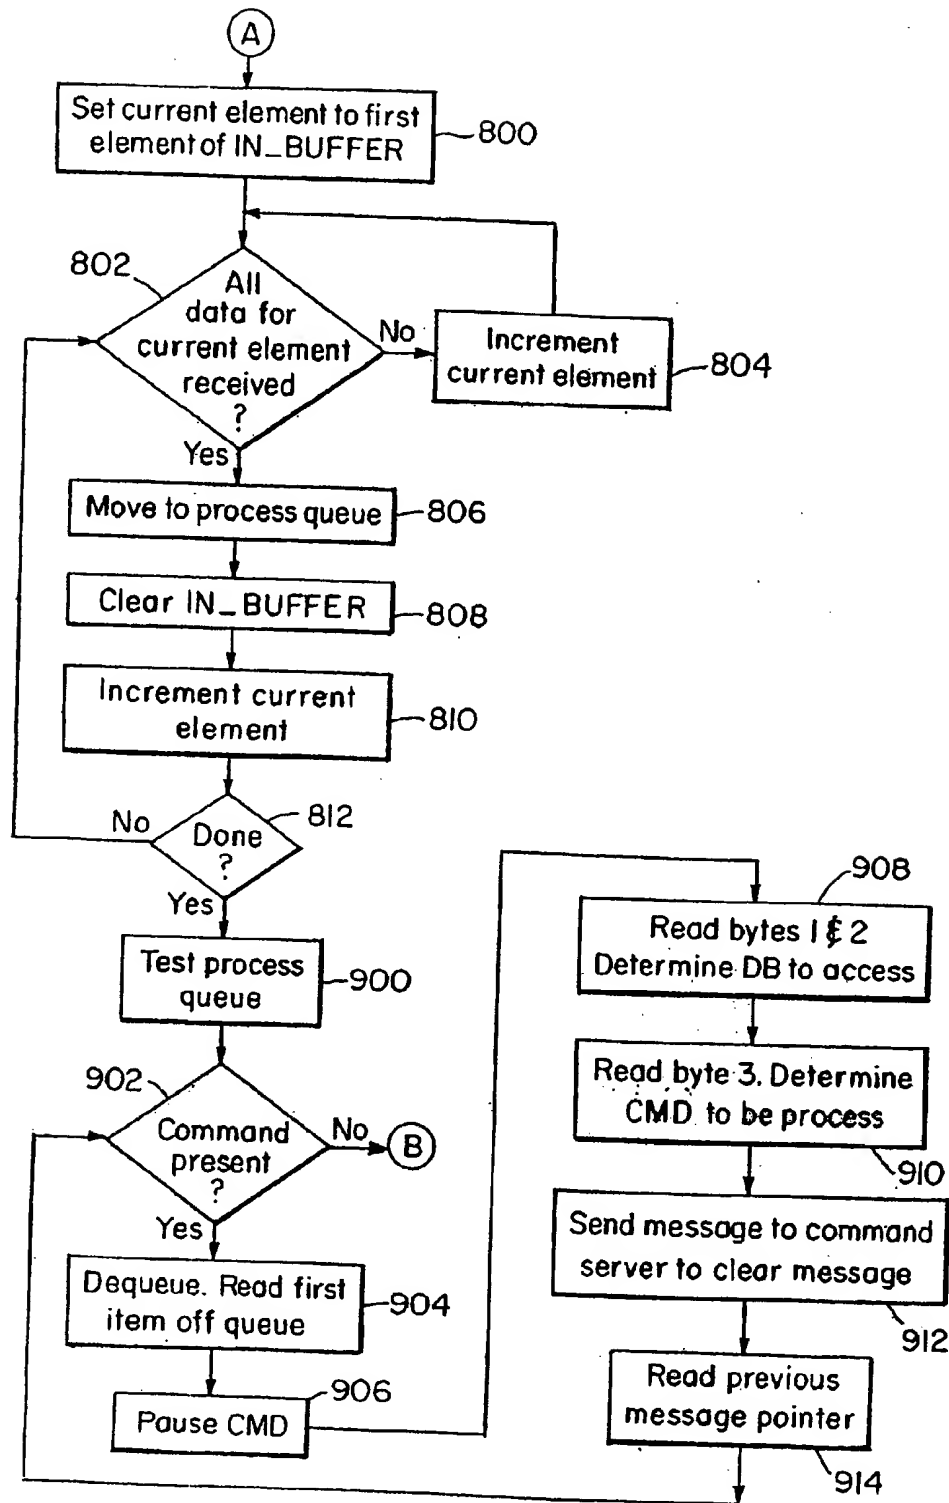 A
Set current element to first
element of IN_BUFFER
800
802
All
data for
current element
received
?
No
Increment
current element
804
Yes
Move to process queue
806
Clear IN_BUFFER
808
Increment current
element
810
812
No
Done
?
Yes
Test process
queue
900
902
Command
present
?
No
B
Yes
Dequeue. Read first
item off queue
904
906
Pause CMD
908
Read bytes 1 & 2
Determine DB to access
Read byte 3. Determine
CMD to be process
910
Send message to command
server to clear message
912
Read previous
message pointer
914